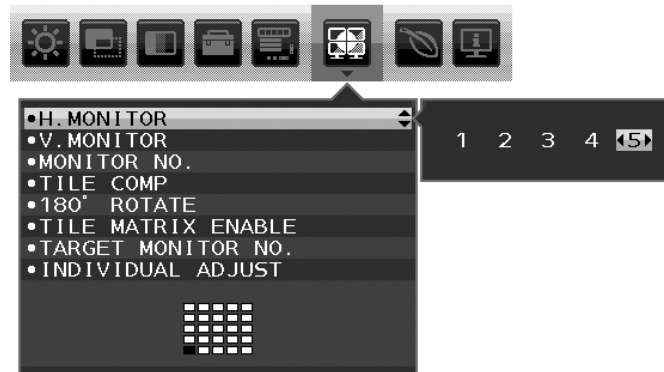 •H.MONITOR
1 2 3 4 5
•V.MONITOR
•MONITOR NO.
•TILE COMP
•180° ROTATE
•TILE MATRIX ENABLE
•TARGET MONITOR NO.
•INDIVIDUAL ADJUST